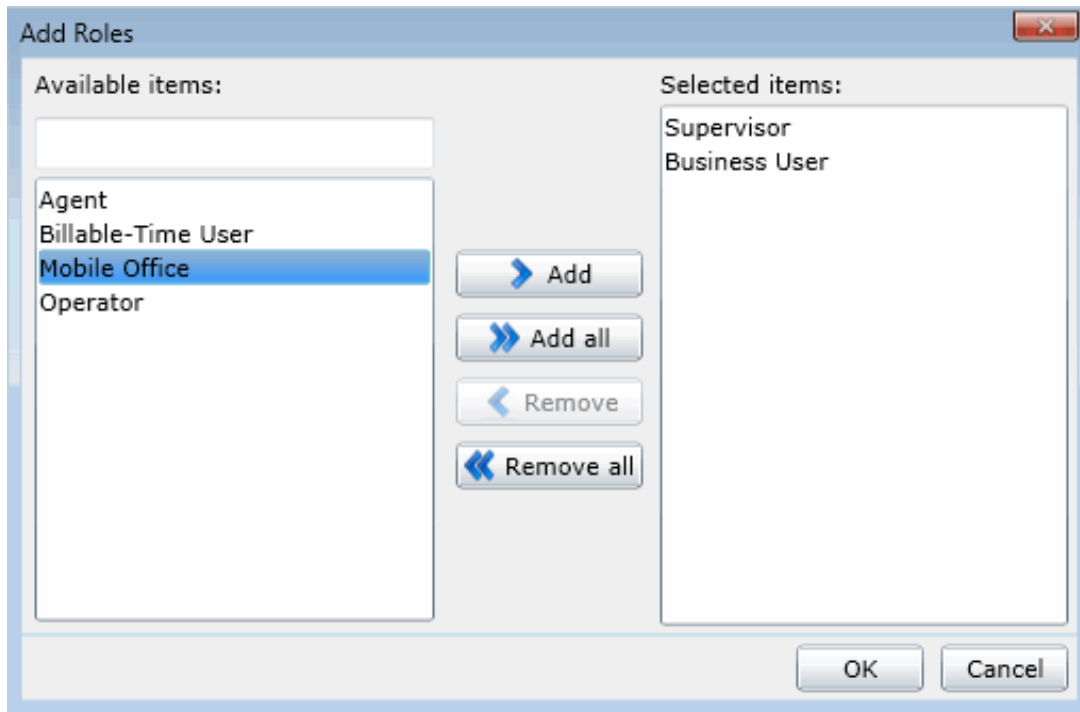 Add Roles
Available items:
Agent
Billable-Time User
Mobile Office
Operator
Add
Add all
Remove
Remove all
Selected items:
Supervisor
Business User
OK
Cancel